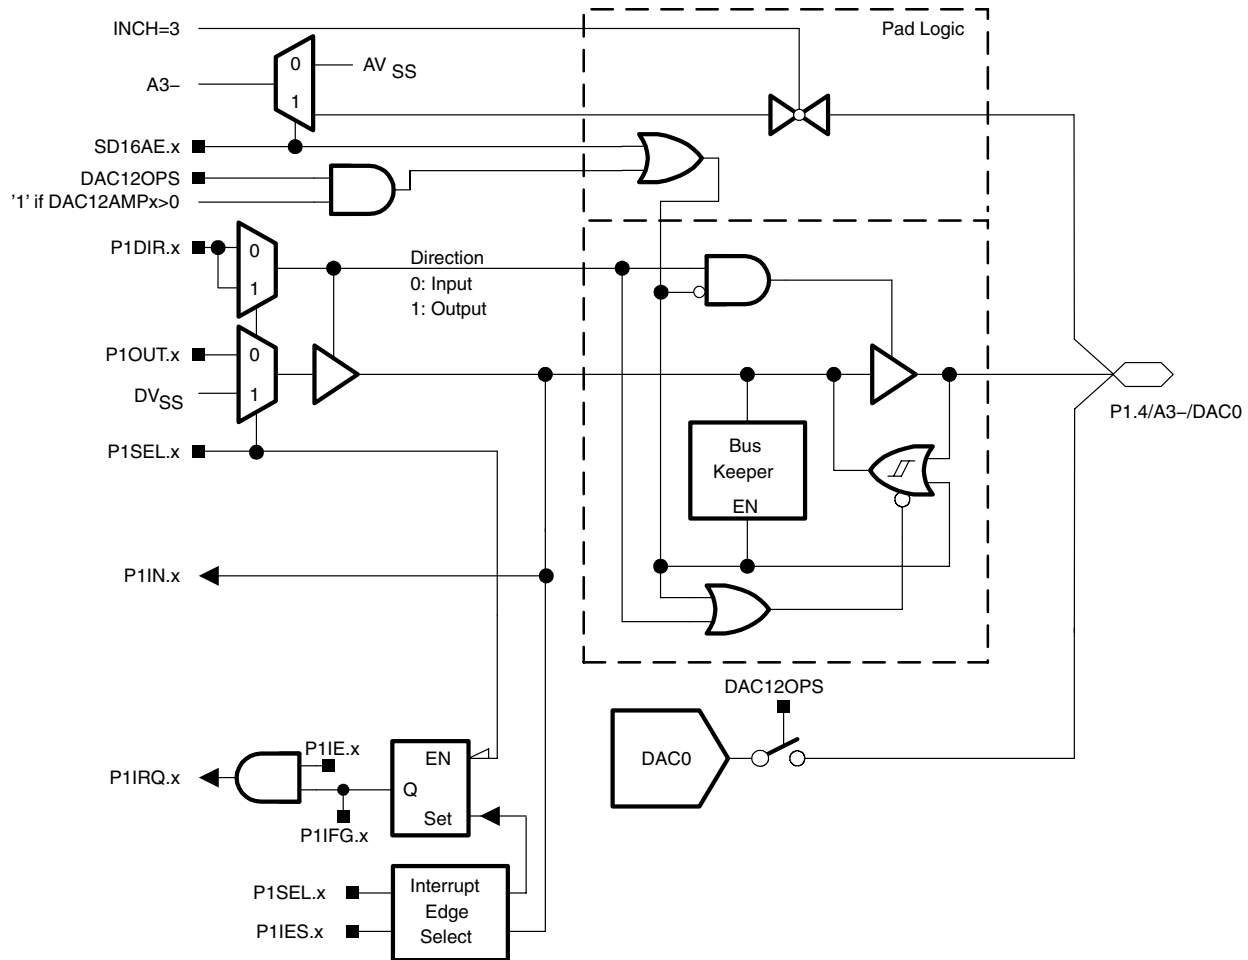 INCH=3
Pad Logic
0
AV SS
A3−
1
SD16AE.x
DAC12OPS
'1' if DAC12AMPx>0
P1DIR.x
0
1
Direction
0: Input
1: Output
P1OUT.x
0
DVSS
1
P1.4/A3−/DAC0
P1SEL.x
Bus
Keeper
EN
P1IN.x
DAC12OPS
DAC0
P1IE.x
EN
P1IRQ.x
Q
Set
P1IFG.x
P1SEL.x
P1IES.x
Interrupt
Edge
Select